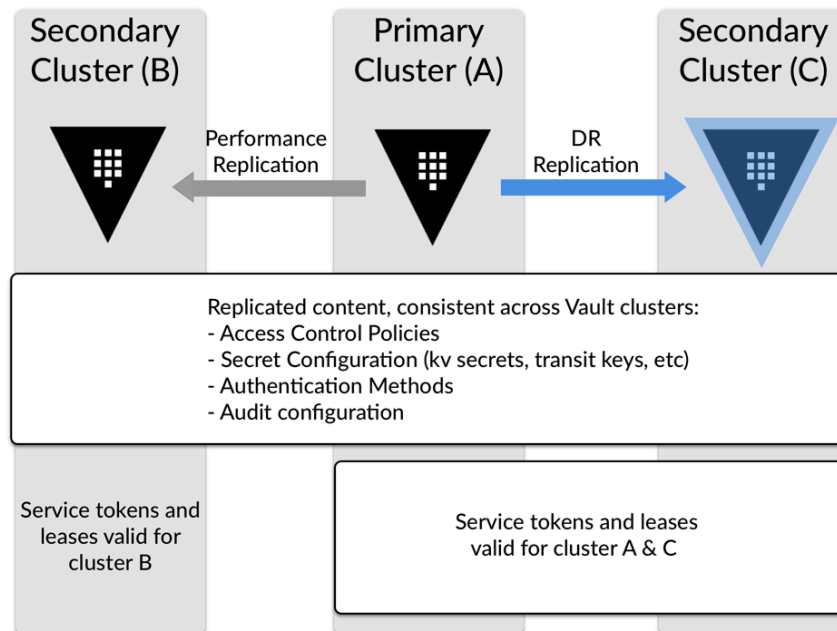 Secondary
Cluster (B)
Primary
Cluster (A)
Secondary
Cluster (C)
Performance
Replication
DR
Replication
Replicated content, consistent across Vault clusters:
- Access Control Policies
- Secret Configuration (kv secrets, transit keys, etc)
- Authentication Methods
- Audit configuration
Service tokens and
leases valid for
cluster B
Service tokens and leases
valid for cluster A & C